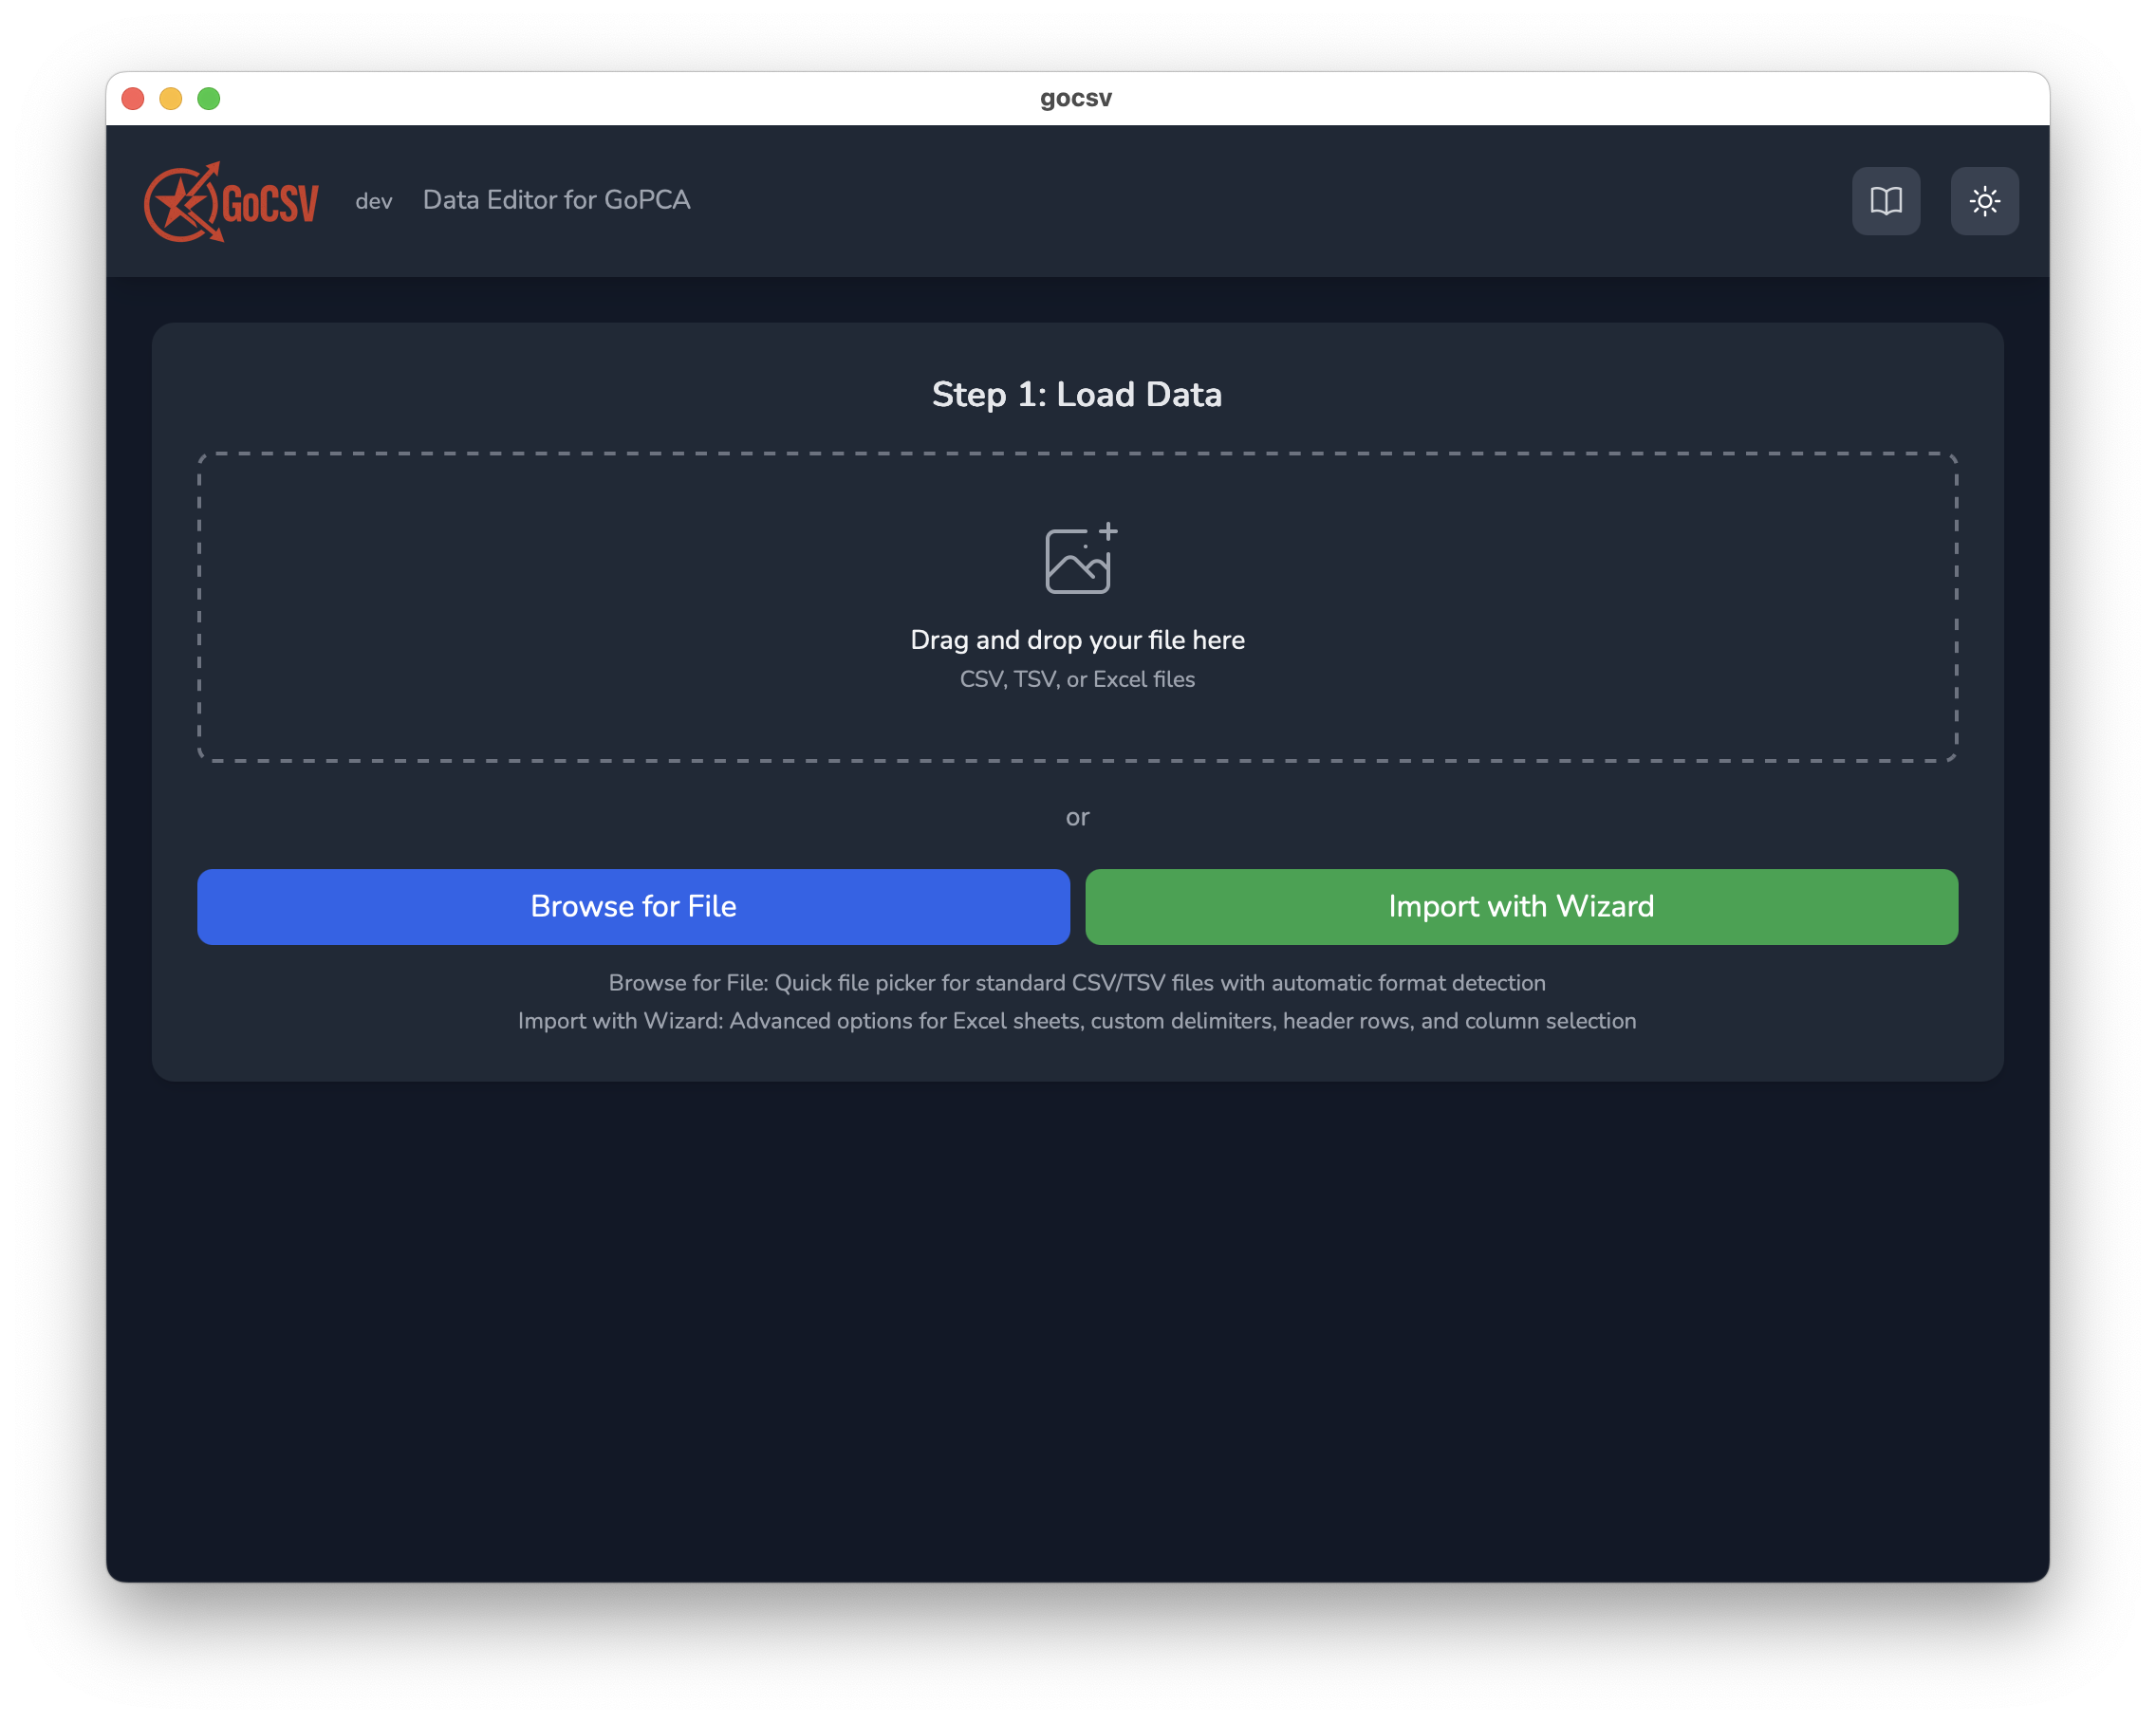 gocsv
GoCSV dev Data Editor for GoPCA
Step 1: Load Data
Drag and drop your file here
CSV, TSV, or Excel files
or
Browse for File Import with Wizard
Browse for File: Quick file picker for standard CSV/TSV files with automatic format detection
Import with Wizard: Advanced options for Excel sheets, custom delimiters, header rows, and column selection